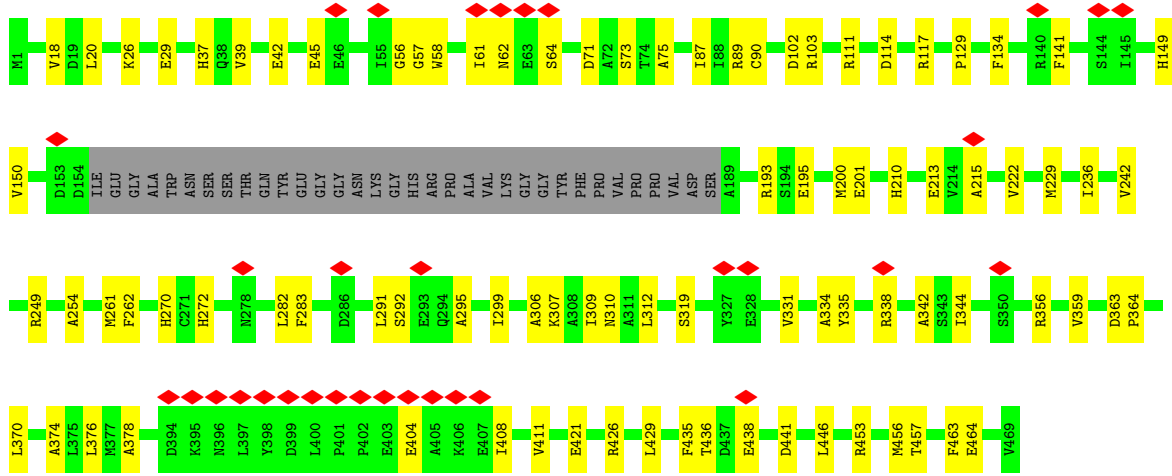 M1 V18 D19 L20 K26 E29 H37 Q38 V39 E42 E45 E46 I55 G56 G57 W58 I61 N62 E63 S64 D71 A72 S73 T74 A75 I87 I88 R89 C90 D102 R103 R111 D114 R117 P129 F134 R140 F141 S144 I145 H149
V150 D153 D154 ILE GLU GLY ALA TRP ASN SER SER THR GLN TYR GLU GLY GLY ASN LYS GLY HIS ARG PRO ALA VAL LYS GLY GLY TYR PHE PRO VAL PRO PRO VAL ASP SER A189 R193 S194 E195 M200 E201 H210 E213 V214 A215 V222 M229 I236 V242
R249 A254 M261 F262 H270 C271 H272 N278 L282 F283 D286 L291 S292 E293 Q294 A295 I299 A306 K307 A308 I309 N310 A311 L312 S319 Y327 E328 V331 A334 Y335 R338 A342 S343 I344 S350 R356 V359 D363 P364
L370 A374 L375 L376 M377 A378 D394 K395 N396 L397 Y398 D399 L400 P401 P402 E403 E404 A405 K406 E407 I408 V411 E421 R426 L429 F435 T436 D437 E438 D441 L446 R453 M456 T457 F463 E464 V469